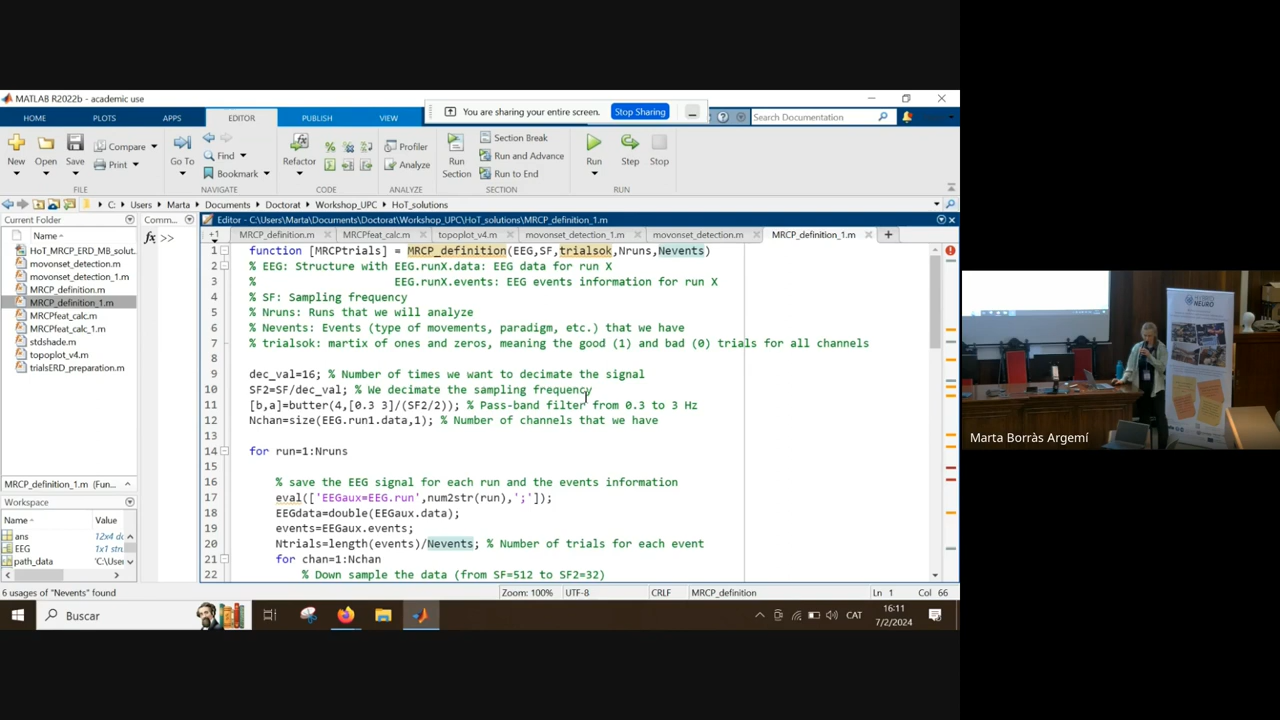 MATLAB R2022b - academic use
HOME PLOTS APPS EDITOR PUBLISH VIEW
You are sharing your entire screen. Stop Sharing
Search Documentation
New Open Save Compare Print
FILE
Go To Find Bookmark
NAVIGATE
Refactor
CODE
Profiler Analyze
ANALYZE
Run Section Section Break Run and Advance Run to End
SECTION
Run Step Stop
RUN
C: Users Marta Documents Doctorat Workshop_UPC HoT_solutions
Current Folder
Name
HoT_MRCP_ERD_MB_solut...
movonset_detection.m
movonset_detection_1.m
MRCP_definition.m
MRCP_definition_1.m
MRCPfeat_calc.m
MRCPfeat_calc_1.m
stdshade.m
topoplot_v4.m
trialsERD_preparation.m
MRCP_definition_1.m (Fun...
Workspace
Name Value
ans 12x4 do
EEG 1x1 stru
path_data 'C:\User
Comm...
fx >>
Editor - C:\Users\Marta\Documents\Doctorat\Workshop_UPC\HoT_solutions\MRCP_definition_1.m
+1 MRCP_definition.m MRCPfeat_calc.m topoplot_v4.m movonset_detection_1.m movonset_detection.m MRCP_definition_1.m
1 function [MRCPtrials] = MRCP_definition(EEG,SF,trialsok,Nruns,Nevents)
2 % EEG: Structure with EEG.runX.data: EEG data for run X
3 % EEG.runX.events: EEG events information for run X
4 % SF: Sampling frequency
5 % Nruns: Runs that we will analyze
6 % Nevents: Events (type of movements, paradigm, etc.) that we have
7 % trialsok: martix of ones and zeros, meaning the good (1) and bad (0) trials for all channels
8
9 dec_val=16; % Number of times we want to decimate the signal
10 SF2=SF/dec_val; % We decimate the sampling frequency
11 [b,a]=butter(4,[0.3 3]/(SF2/2)); % Pass-band filter from 0.3 to 3 Hz
12 Nchan=size(EEG.run1.data,1); % Number of channels that we have
13
14 for run=1:Nruns
15
16 % save the EEG signal for each run and the events information
17 eval(['EEGaux=EEG.run',num2str(run),';']);
18 EEGdata=double(EEGaux.data);
19 events=EEGaux.events;
20 Ntrials=length(events)/Nevents; % Number of trials for each event
21 for chan=1:Nchan
22 % Down sample the data (from SF=512 to SF2=32)
6 usages of "Nevents" found
Zoom: 100% UTF-8 CRLF MRCP_definition Ln 1 Col 66
Buscar
CAT
16:11
7/2/2024
NEURO
Marta Borràs Argemí